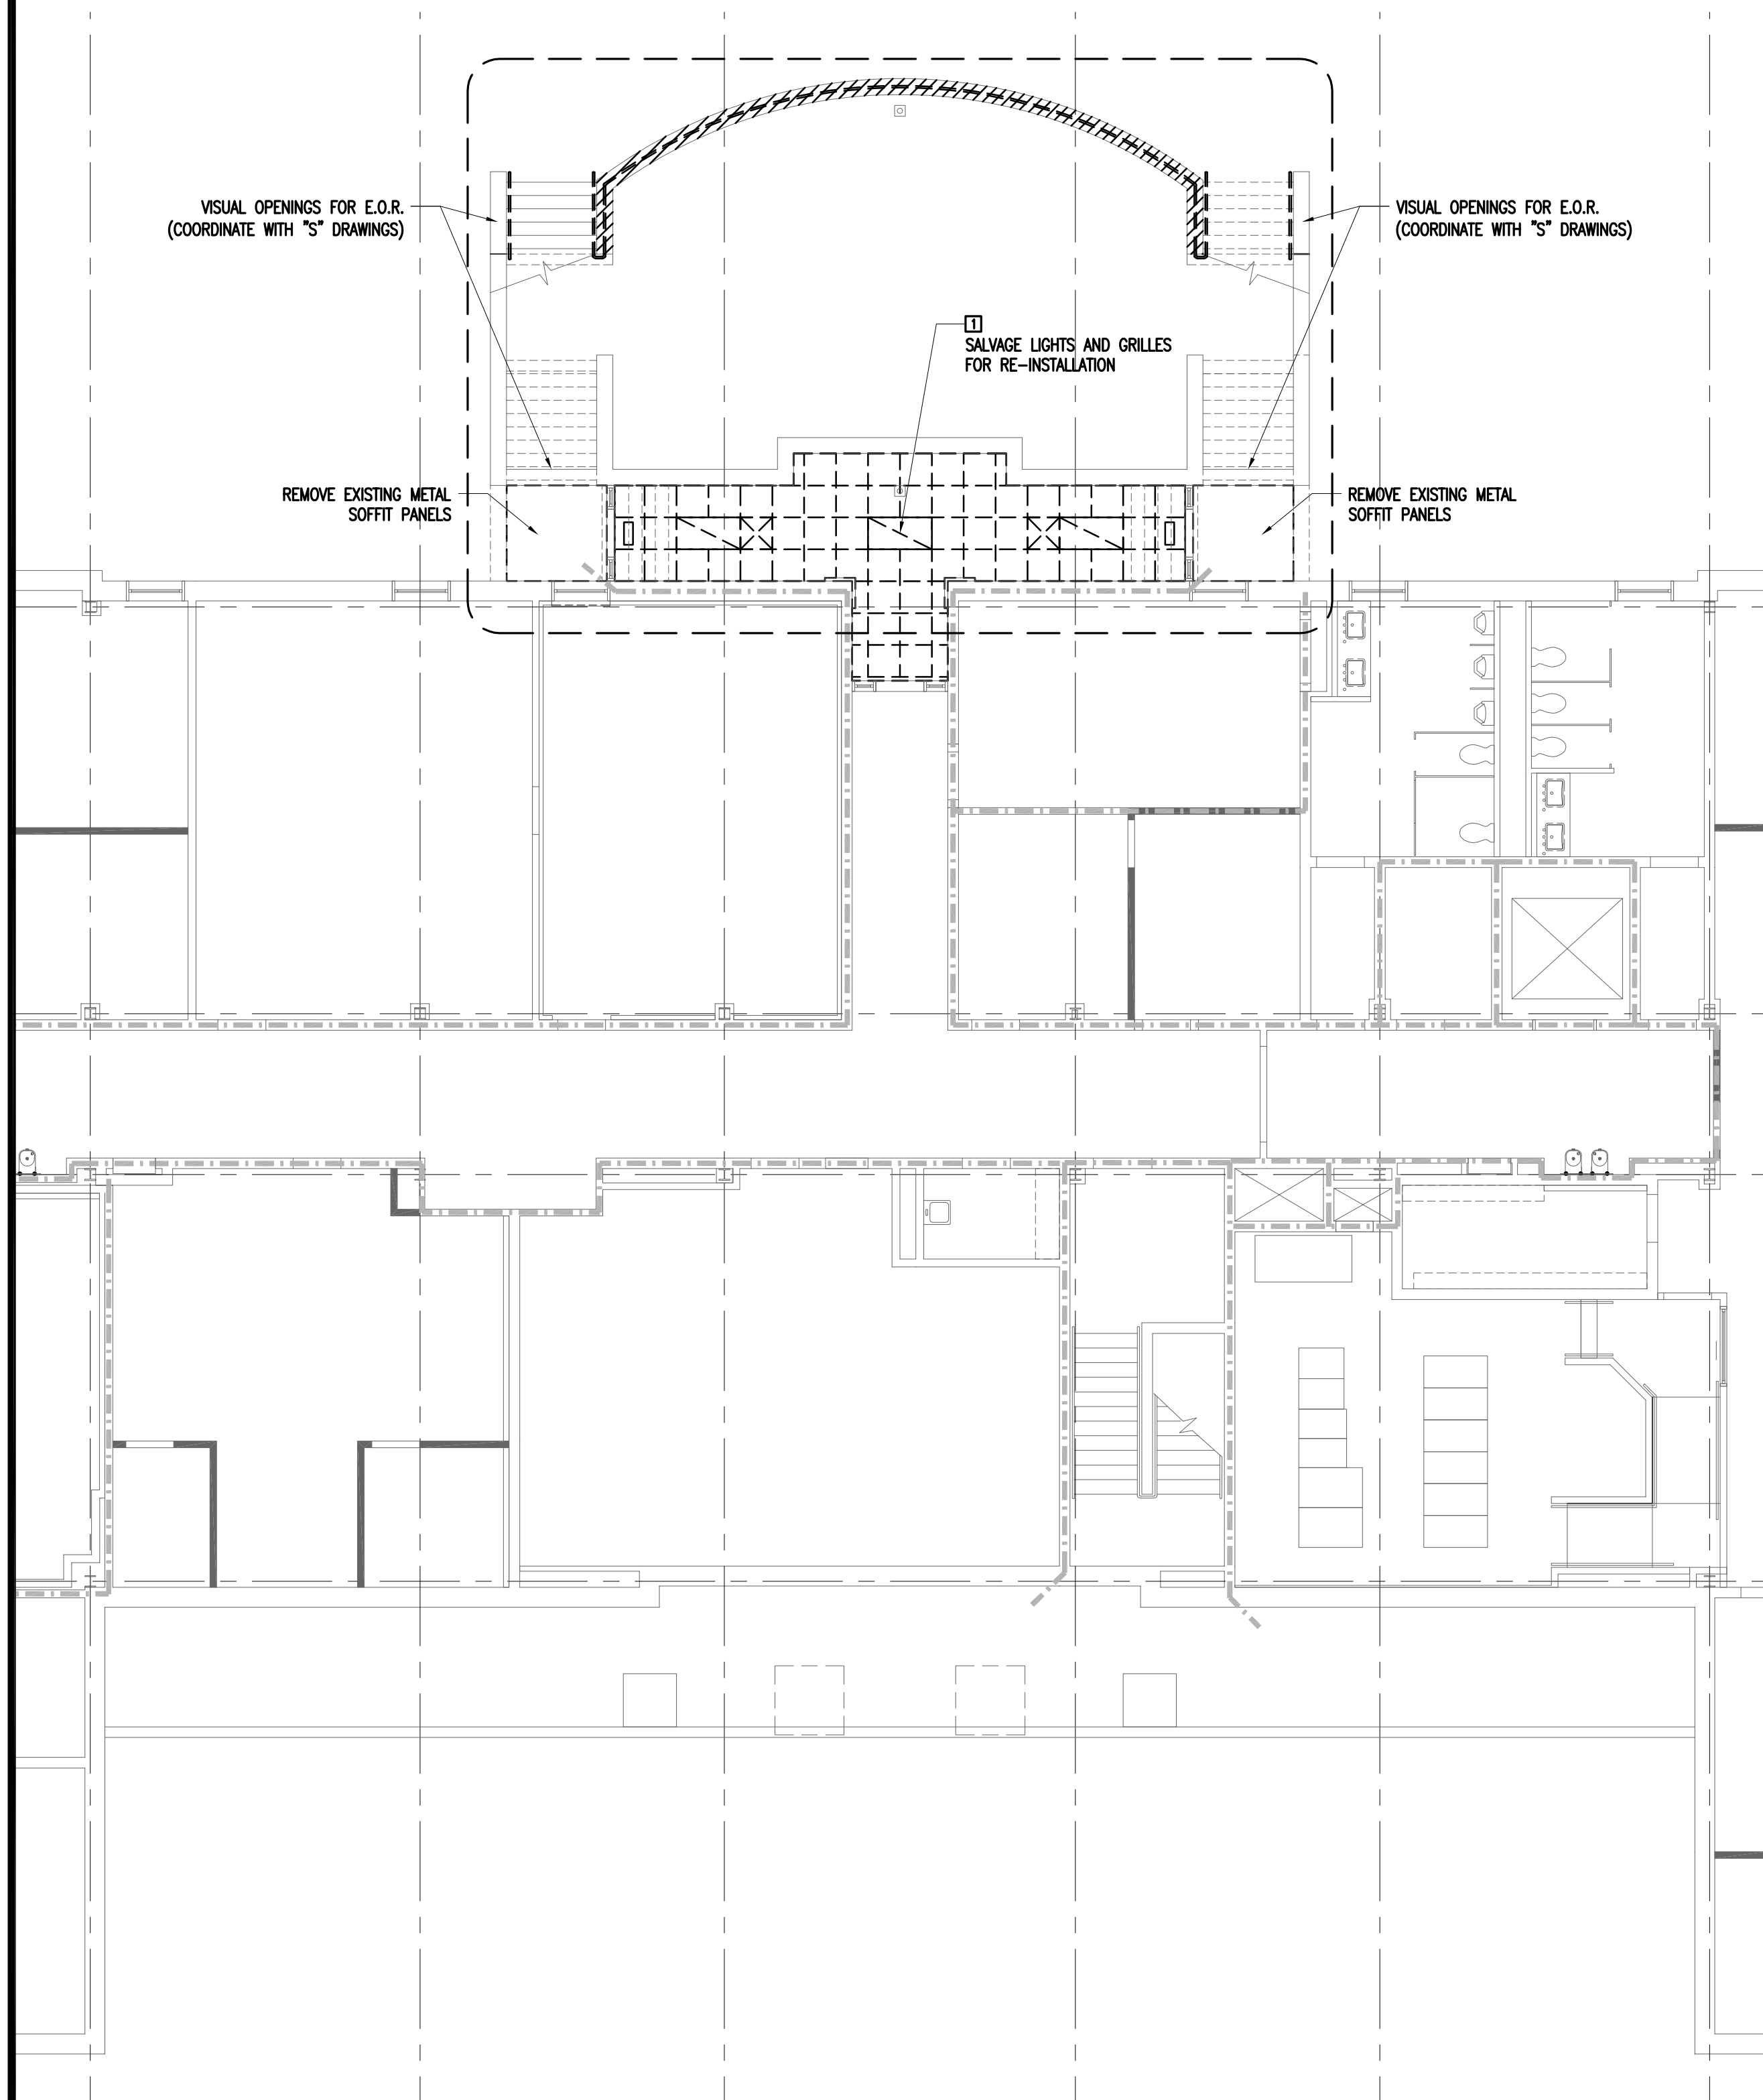 VISUAL OPENINGS FOR E.O.R.
(COORDINATE WITH "S" DRAWINGS)
VISUAL OPENINGS FOR E.O.R.
(COORDINATE WITH "S" DRAWINGS)
1
SALVAGE LIGHTS AND GRILLES
FOR RE-INSTALLATION
REMOVE EXISTING METAL
SOFFIT PANELS
REMOVE EXISTING METAL
SOFFIT PANELS